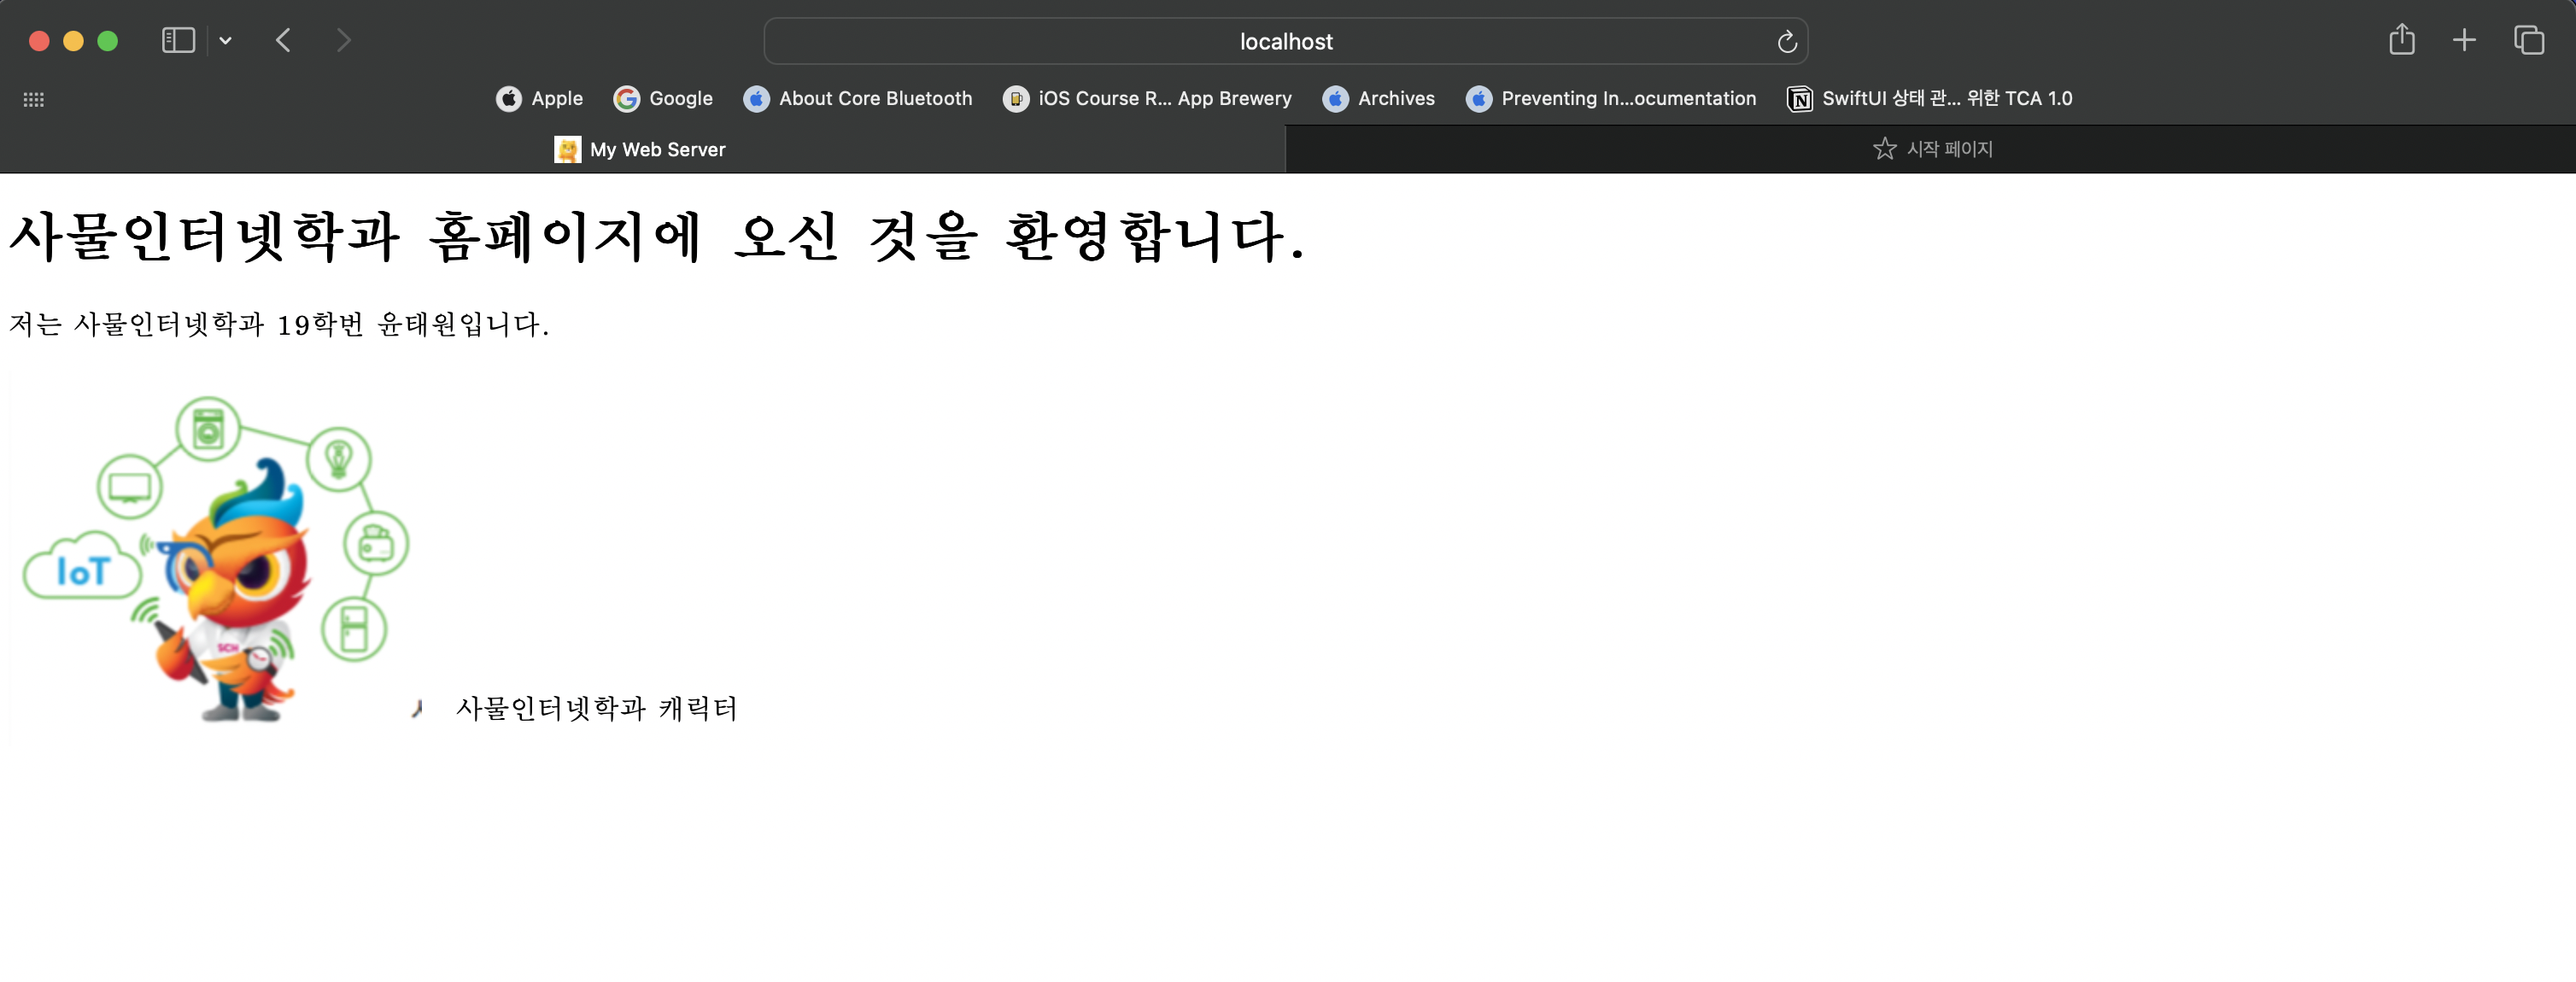 localhost
Apple Google About Core Bluetooth iOS Course R... App Brewery Archives Preventing In...ocumentation SwiftUI 상태 관... 위한 TCA 1.0
My Web Server 시작 페이지
사물인터넷학과 홈페이지에 오신 것을 환영합니다.
저는 사물인터넷학과 19학번 윤태원입니다.
IoT
SCH
사물인터넷학과 캐릭터